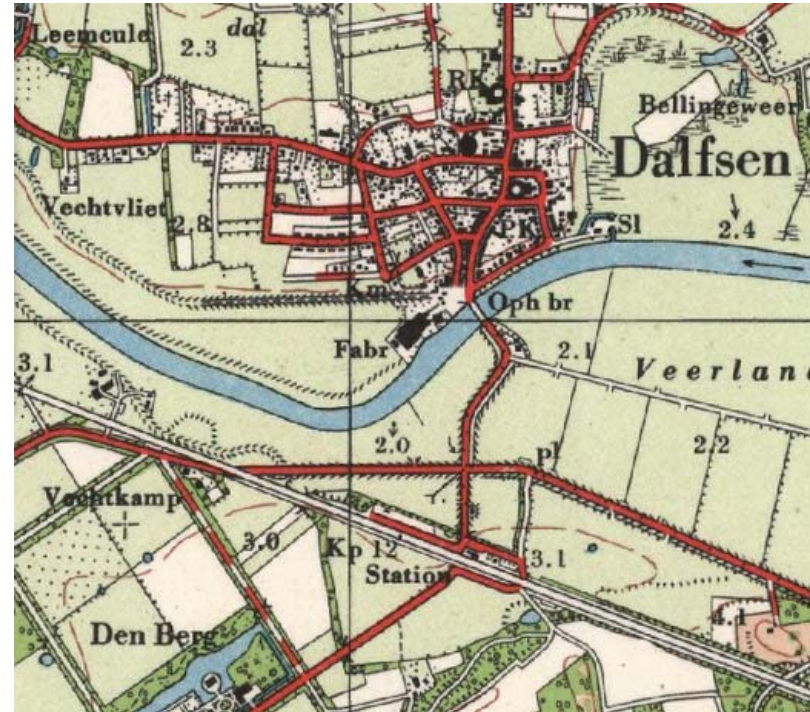 Leemcule
2.3
dal
RK
Bellingeweer
Dalfsen
Vechtvliet
2.8
PK
Sl
2.4
Km
Oph br
Fabr
2.1
Veerland
3.1
2.0
pl
2.2
Vechtkamp
3.0
Kp 12
Station
3.1
4.1
Den Berg